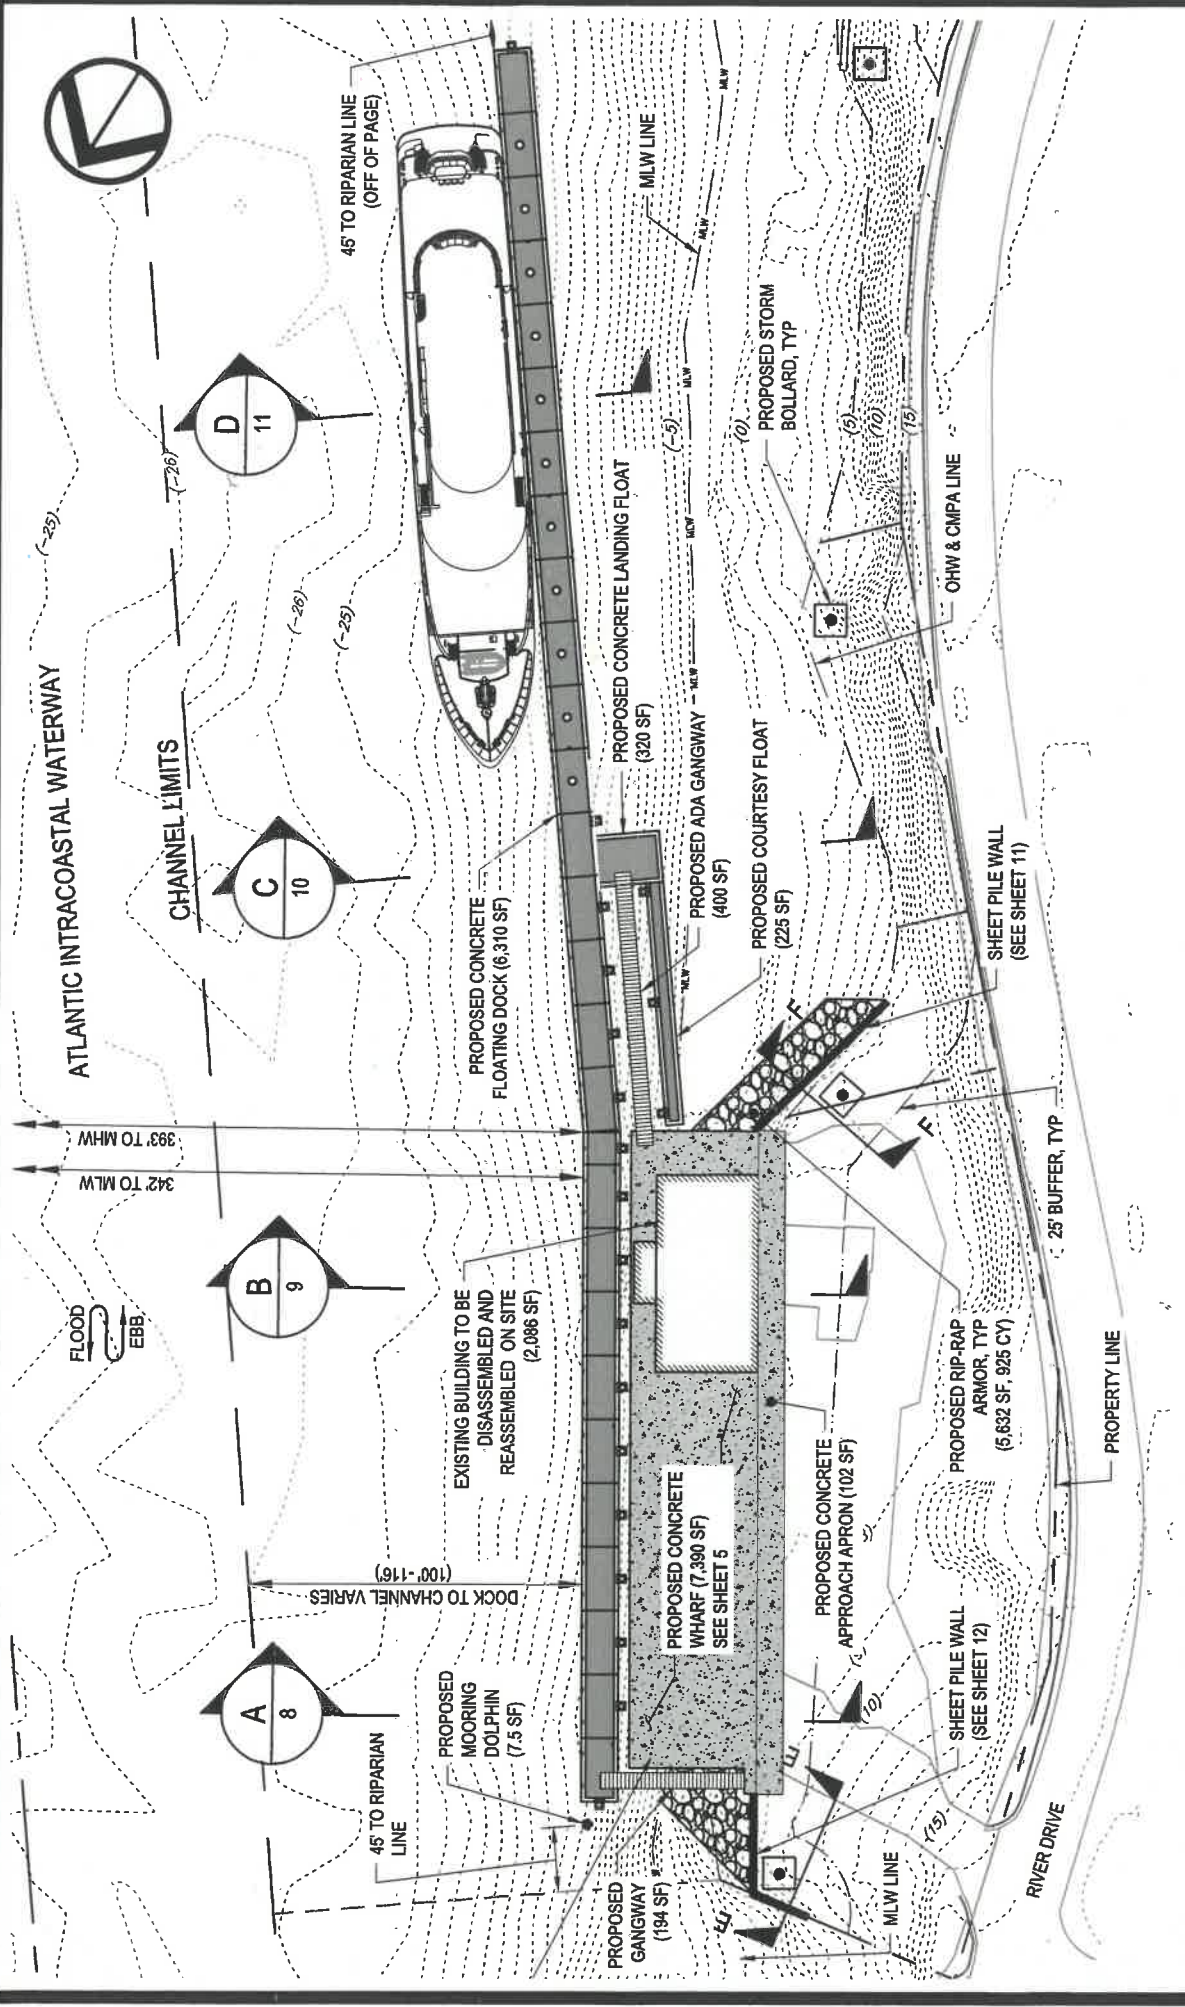 ATLANTIC INTRACOASTAL WATERWAY
CHANNEL LIMITS
FLOOD
EBB
A
8
B
9
C
10
D
11
(-25)
(-26)
(-26)
(-25)
393' TO MHW
342' TO MLW
DOCK TO CHANNEL VARIES
(100'-116')
45' TO RIPARIAN
LINE
PROPOSED
MOORING
DOLPHIN
(7.5 SF)
EXISTING BUILDING TO BE
DISASSEMBLED AND
REASSEMBLED ON SITE
(2,086 SF)
PROPOSED CONCRETE
FLOATING DOCK (6,310 SF)
45' TO RIPARIAN LINE
(OFF OF PAGE)
PROPOSED
GANGWAY
(194 SF)
PROPOSED CONCRETE
WHARF (7,390 SF)
SEE SHEET 5
PROPOSED CONCRETE LANDING FLOAT
(320 SF)
PROPOSED ADA GANGWAY
(400 SF)
PROPOSED COURTESY FLOAT
(225 SF)
MLW LINE
MLW
MLW
MLW
MLW
MLW
MLW
(-5)
(0)
(5)
(10)
(15)
PROPOSED STORM
BOLLARD, TYP
OHW & CMPA LINE
SHEET PILE WALL
(SEE SHEET 11)
F
F
25' BUFFER, TYP
PROPOSED RIP-RAP
ARMOR, TYP
(5,632 SF, 925 CY)
PROPERTY LINE
PROPOSED CONCRETE
APPROACH APRON (102 SF)
SHEET PILE WALL
(SEE SHEET 12)
E
E
(10)
(15)
MLW LINE
RIVER DRIVE